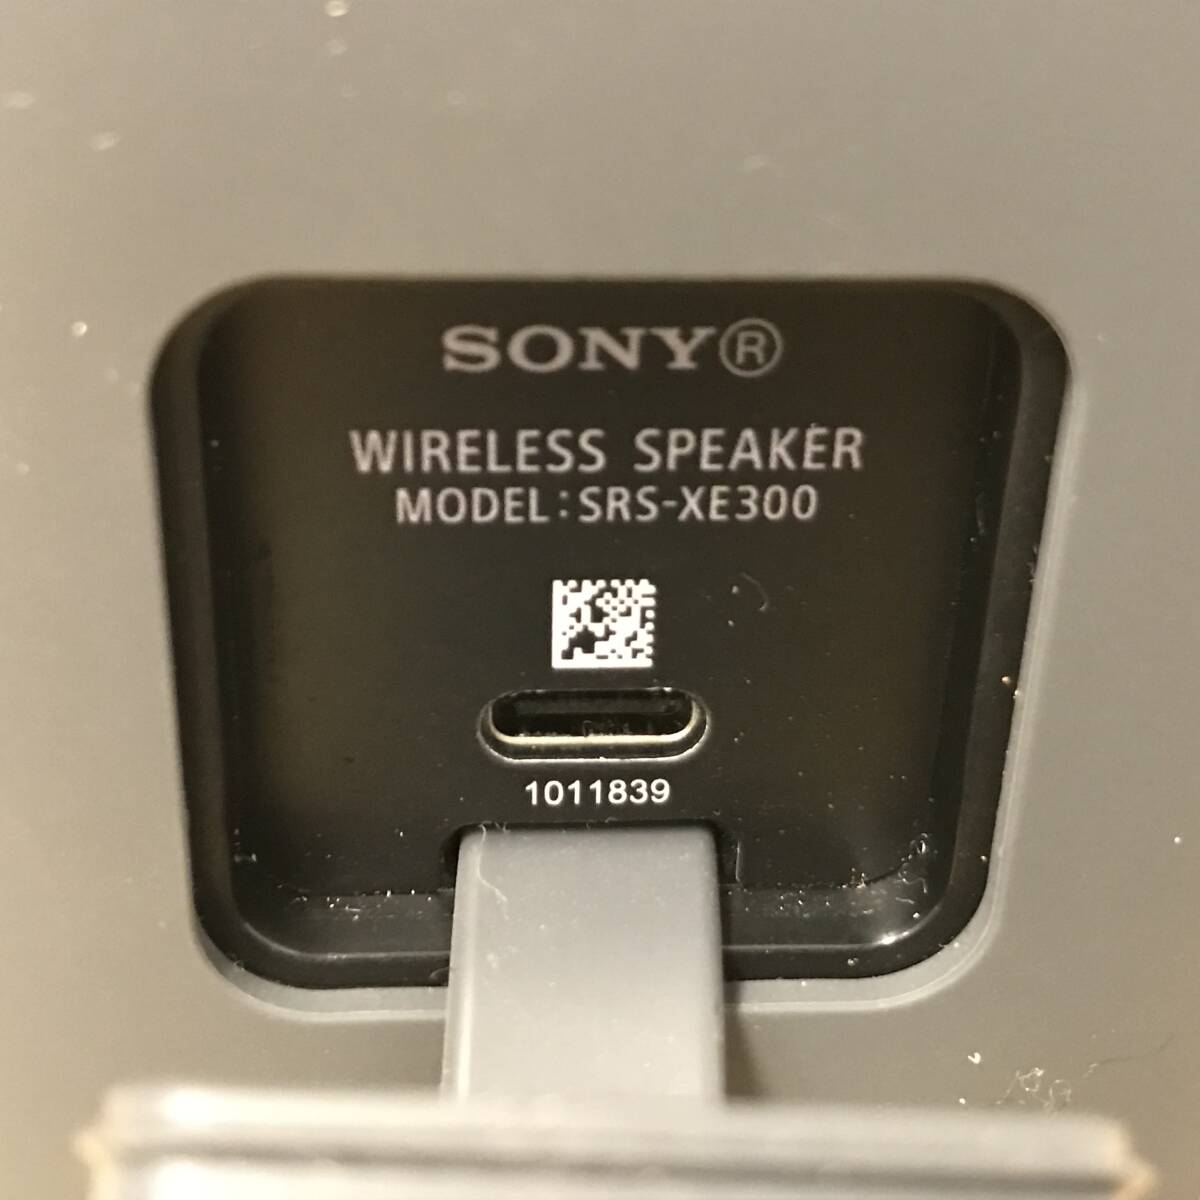 SONY®
WIRELESS SPEAKER
MODEL:SRS-XE300
1011839